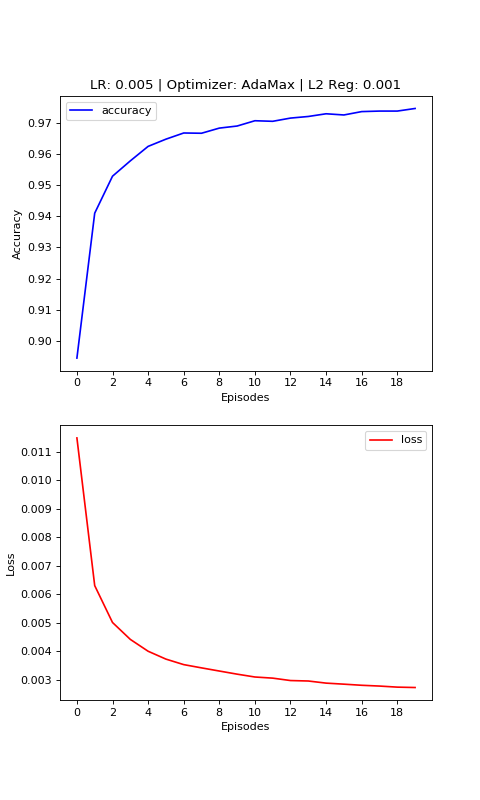 LR: 0.005 | Optimizer: AdaMax | L2 Reg: 0.001
accuracy
0.97
0.96
0.95
0.94
0.93
0.92
0.91
0.90
Accuracy
0 2 4 6 8 10 12 14 16 18
Episodes
loss
0.011
0.010
0.009
0.008
0.007
0.006
0.005
0.004
0.003
Loss
0 2 4 6 8 10 12 14 16 18
Episodes